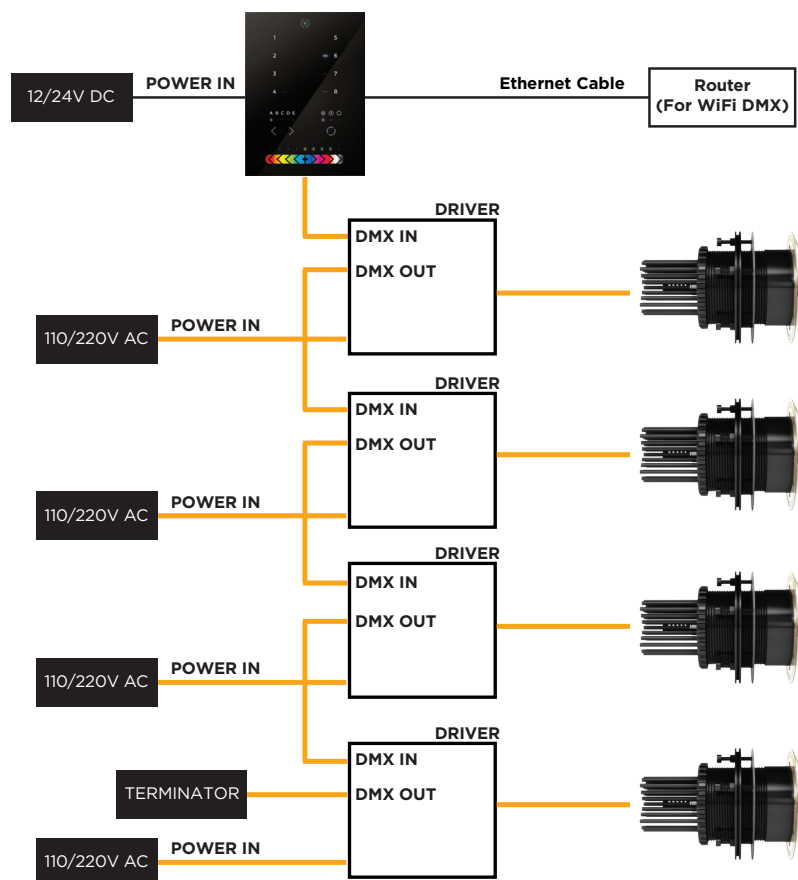 1 5
2 6
3 7
4 8
A B C D E
12/24V DC
POWER IN
Ethernet Cable
Router
(For WiFi DMX)
DRIVER
DMX IN
DMX OUT
POWER IN
110/220V AC
DRIVER
DMX IN
DMX OUT
POWER IN
110/220V AC
DRIVER
DMX IN
DMX OUT
POWER IN
110/220V AC
DRIVER
DMX IN
TERMINATOR
DMX OUT
POWER IN
110/220V AC